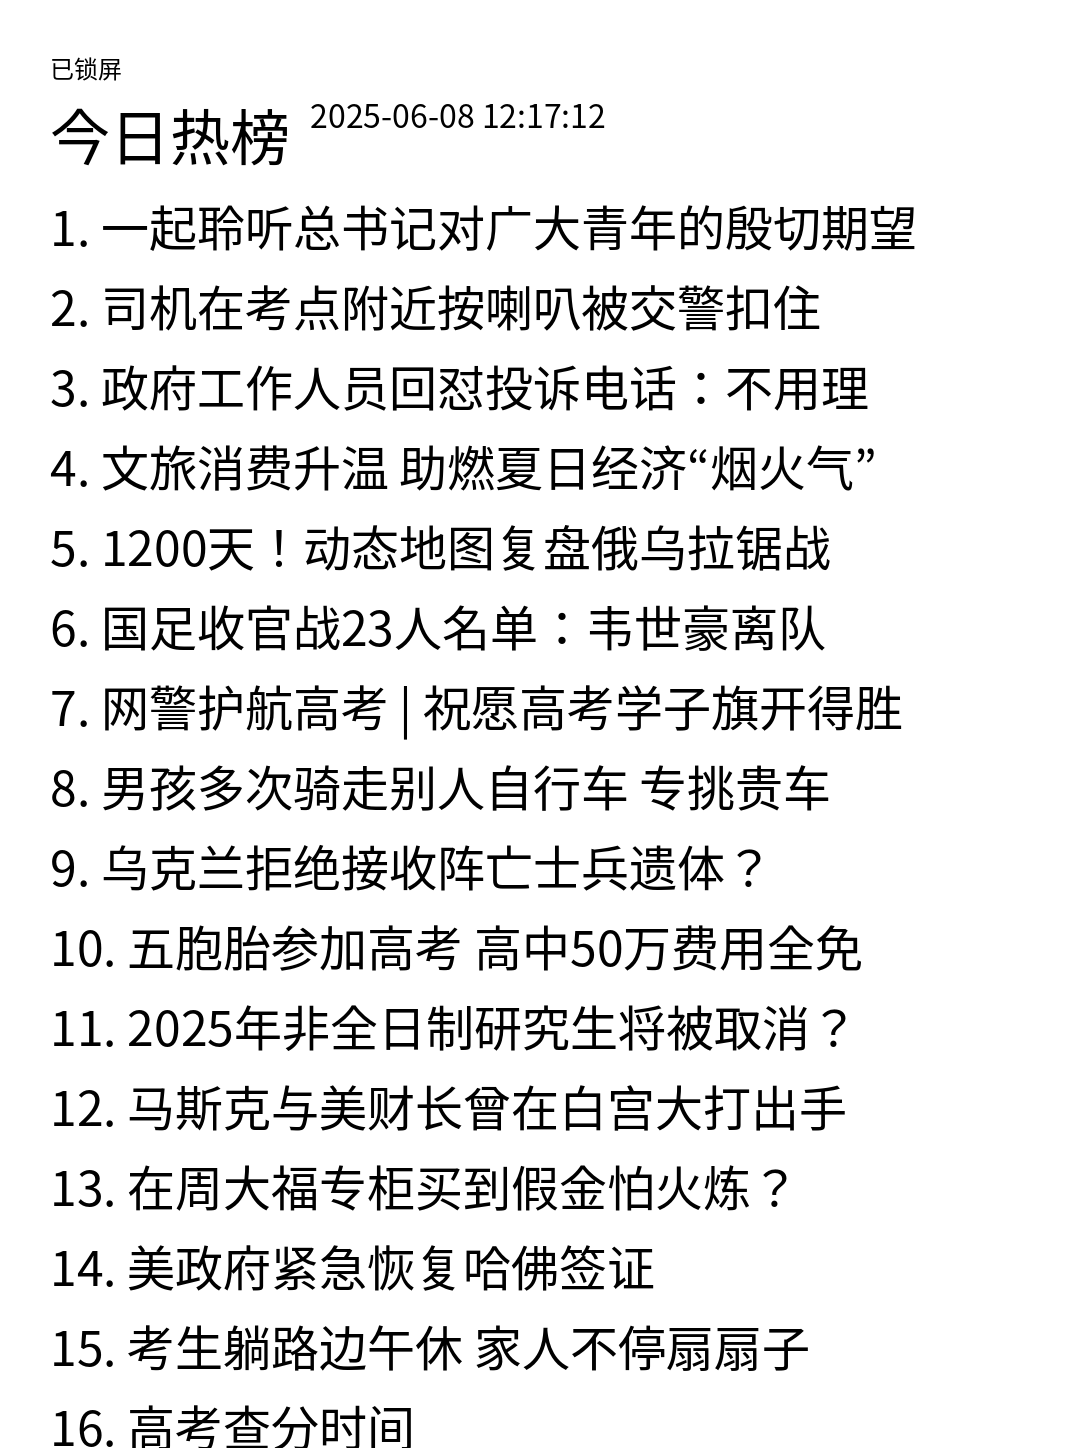 已锁屏
今日热榜 2025-06-08 12:17:12
1. 一起聆听总书记对广大青年的殷切期望
2. 司机在考点附近按喇叭被交警扣住
3. 政府工作人员回怼投诉电话：不用理
4. 文旅消费升温 助燃夏日经济“烟火气”
5. 1200天！动态地图复盘俄乌拉锯战
6. 国足收官战23人名单：韦世豪离队
7. 网警护航高考 | 祝愿高考学子旗开得胜
8. 男孩多次骑走别人自行车 专挑贵车
9. 乌克兰拒绝接收阵亡士兵遗体？
10. 五胞胎参加高考 高中50万费用全免
11. 2025年非全日制研究生将被取消？
12. 马斯克与美财长曾在白宫大打出手
13. 在周大福专柜买到假金怕火炼？
14. 美政府紧急恢复哈佛签证
15. 考生躺路边午休 家人不停扇扇子
16. 高考查分时间